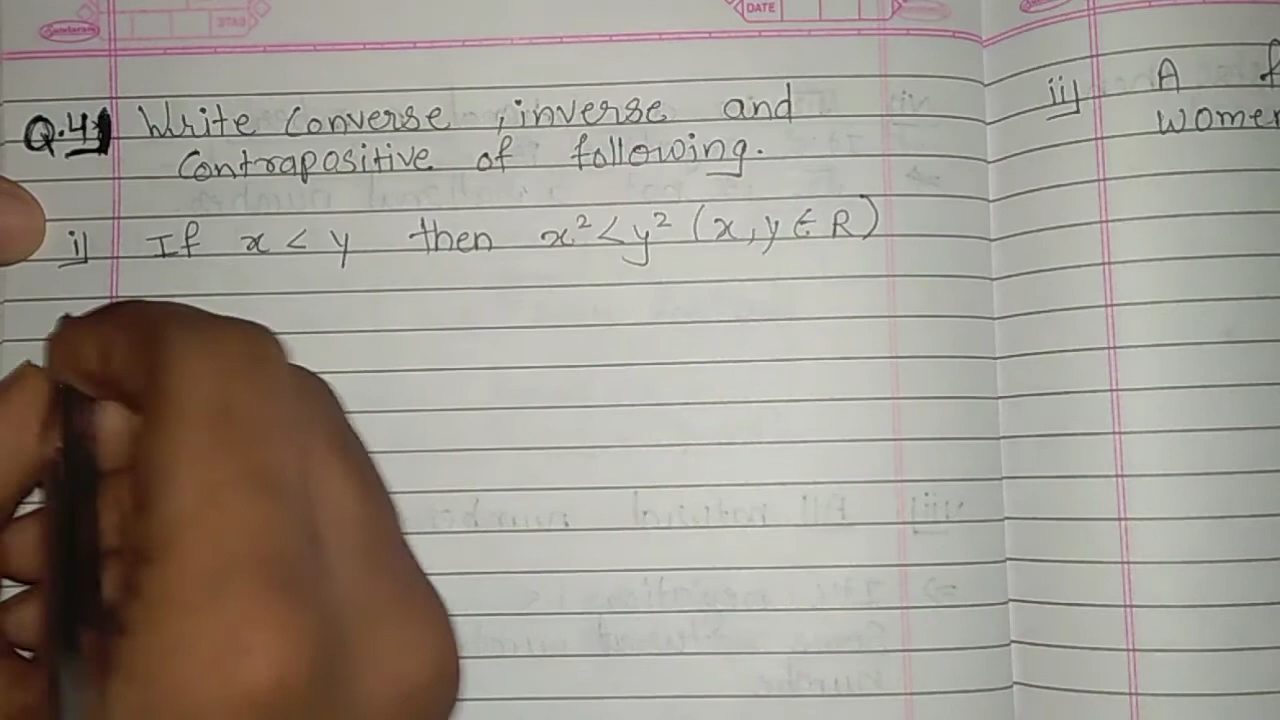 DATE
Q.4) Write Converse , inverse and
Contrapositive of following.
i) If x < y then x² < y² (x, y ∈ R)
ii) A
women